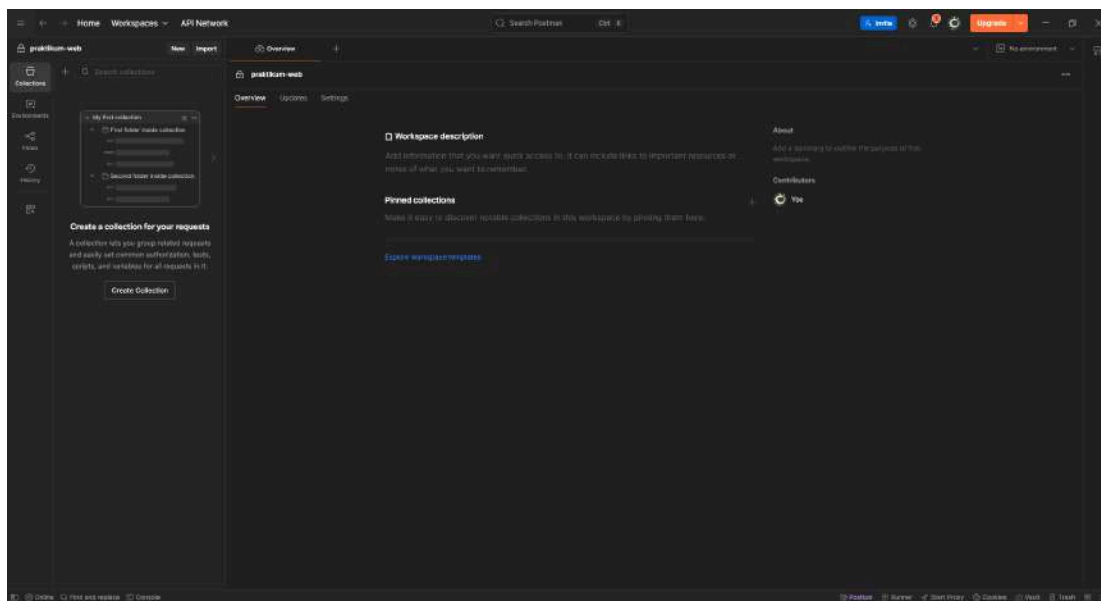 Home Workspaces API Network
Search Postman Ctrl K
Invite
Upgrade
praktikum-web
New Import
Overview
No environment
Collections
Search collections
praktikum-web
Environments
Overview Updates Settings
Flows
History
My first collection
First folder inside collection
Second folder inside collection
Create a collection for your requests
A collection lets you group related requests
and easily set common authorization, tests,
scripts, and variables for all requests in it.
Create Collection
Workspace description
Add information that you want quick access to. It can include links to important resources or
notes of what you want to remember.
Pinned collections
Make it easy to discover notable collections in this workspace by pinning them here.
Explore workspace templates
About
Add a summary to outline the purpose of this
workspace.
Contributors
You
Online Find and replace Console
Postbot Runner Start Proxy Cookies Vault Trash